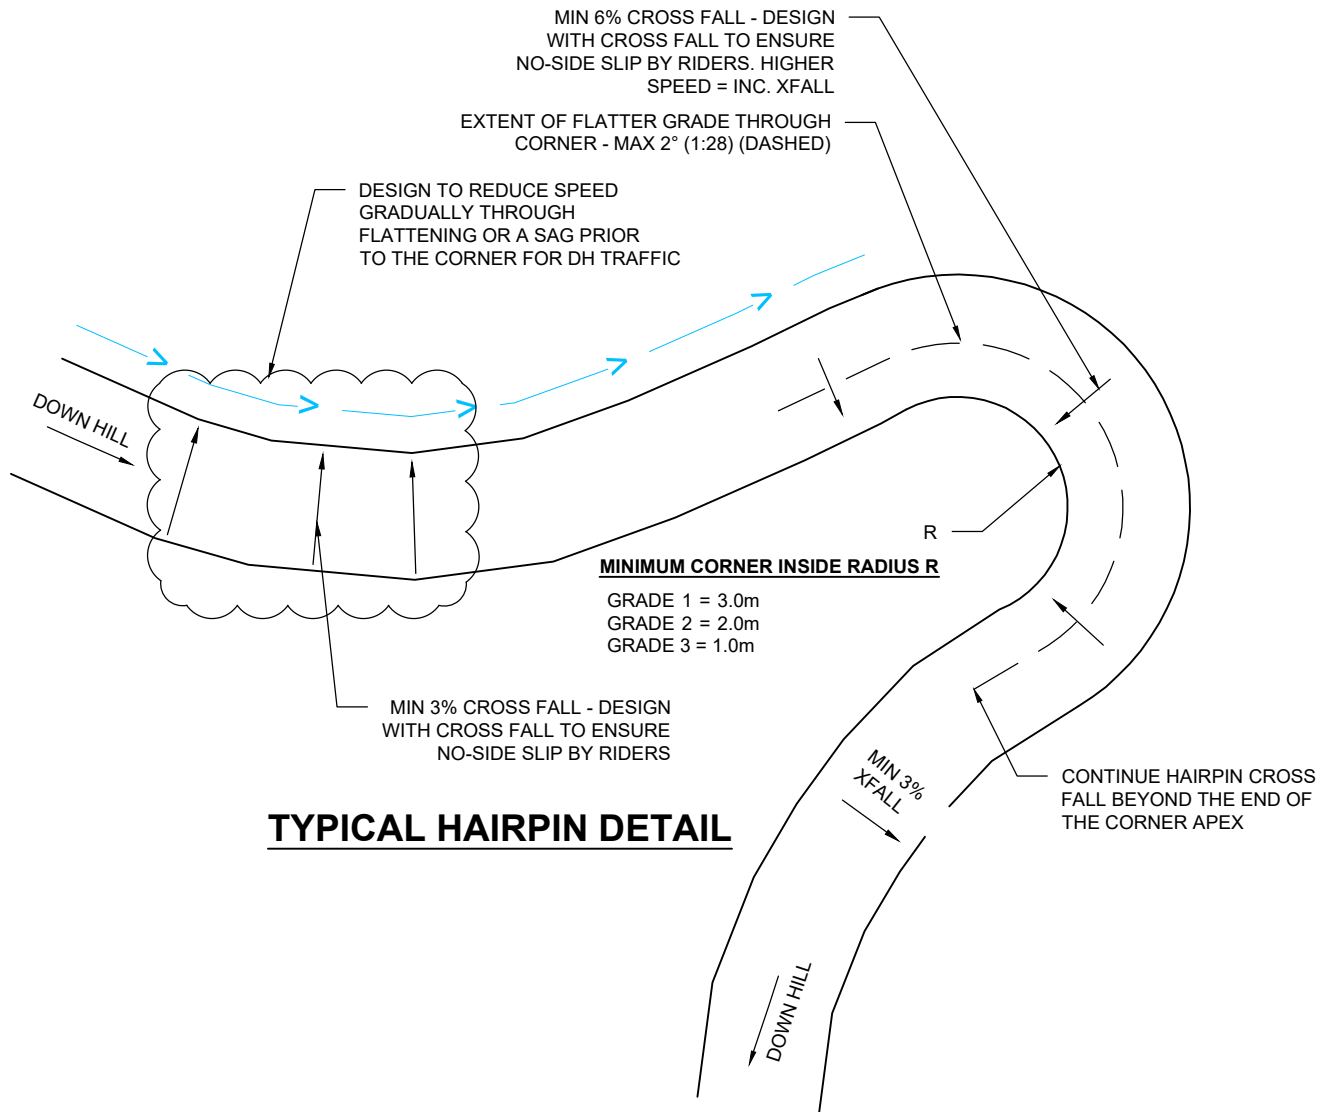 MIN 6% CROSS FALL - DESIGN
WITH CROSS FALL TO ENSURE
NO-SIDE SLIP BY RIDERS. HIGHER
SPEED = INC. XFALL
EXTENT OF FLATTER GRADE THROUGH
CORNER - MAX 2° (1:28) (DASHED)
DESIGN TO REDUCE SPEED
GRADUALLY THROUGH
FLATTENING OR A SAG PRIOR
TO THE CORNER FOR DH TRAFFIC
DOWN HILL
R
MINIMUM CORNER INSIDE RADIUS R
GRADE 1 = 3.0m
GRADE 2 = 2.0m
GRADE 3 = 1.0m
MIN 3% CROSS FALL - DESIGN
WITH CROSS FALL TO ENSURE
NO-SIDE SLIP BY RIDERS
MIN 3%
XFALL
CONTINUE HAIRPIN CROSS
FALL BEYOND THE END OF
THE CORNER APEX
TYPICAL HAIRPIN DETAIL
DOWN HILL